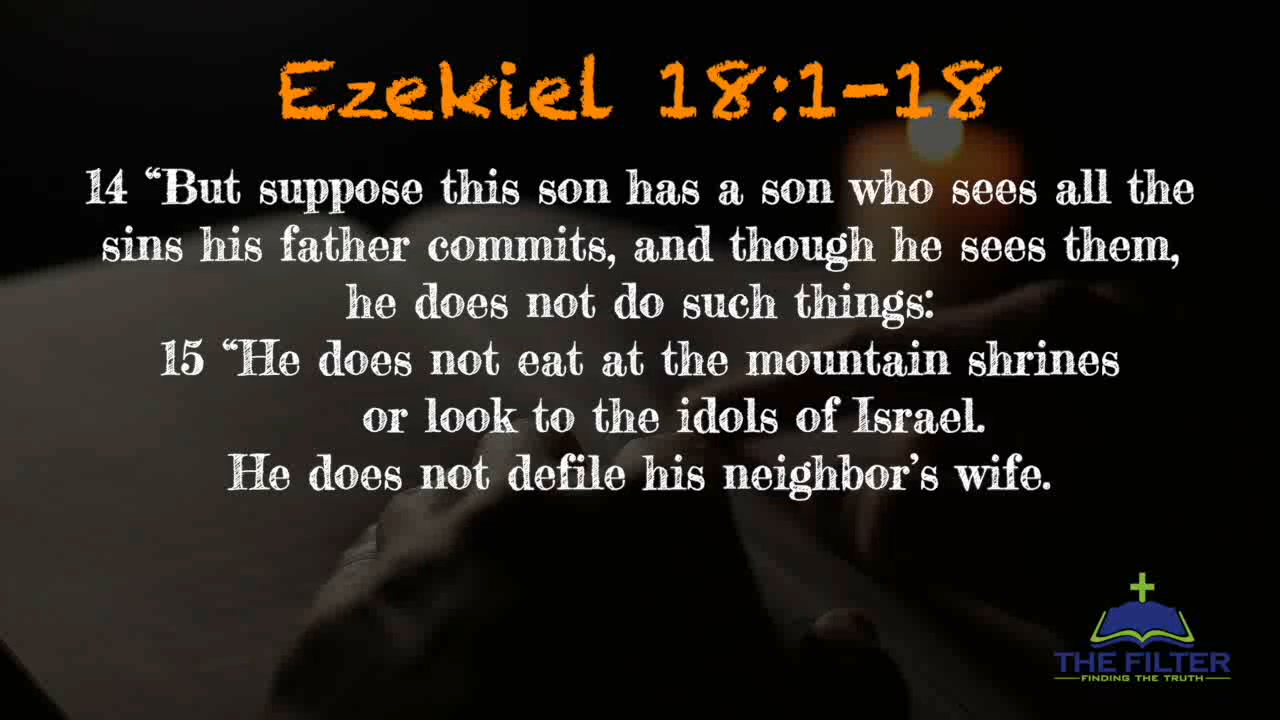 Ezekiel 18:1-18
14 “But suppose this son has a son who sees all the
sins his father commits, and though he sees them,
he does not do such things:
15 “He does not eat at the mountain shrines
or look to the idols of Israel.
He does not defile his neighbor’s wife.
THE FILTER
FINDING THE TRUTH